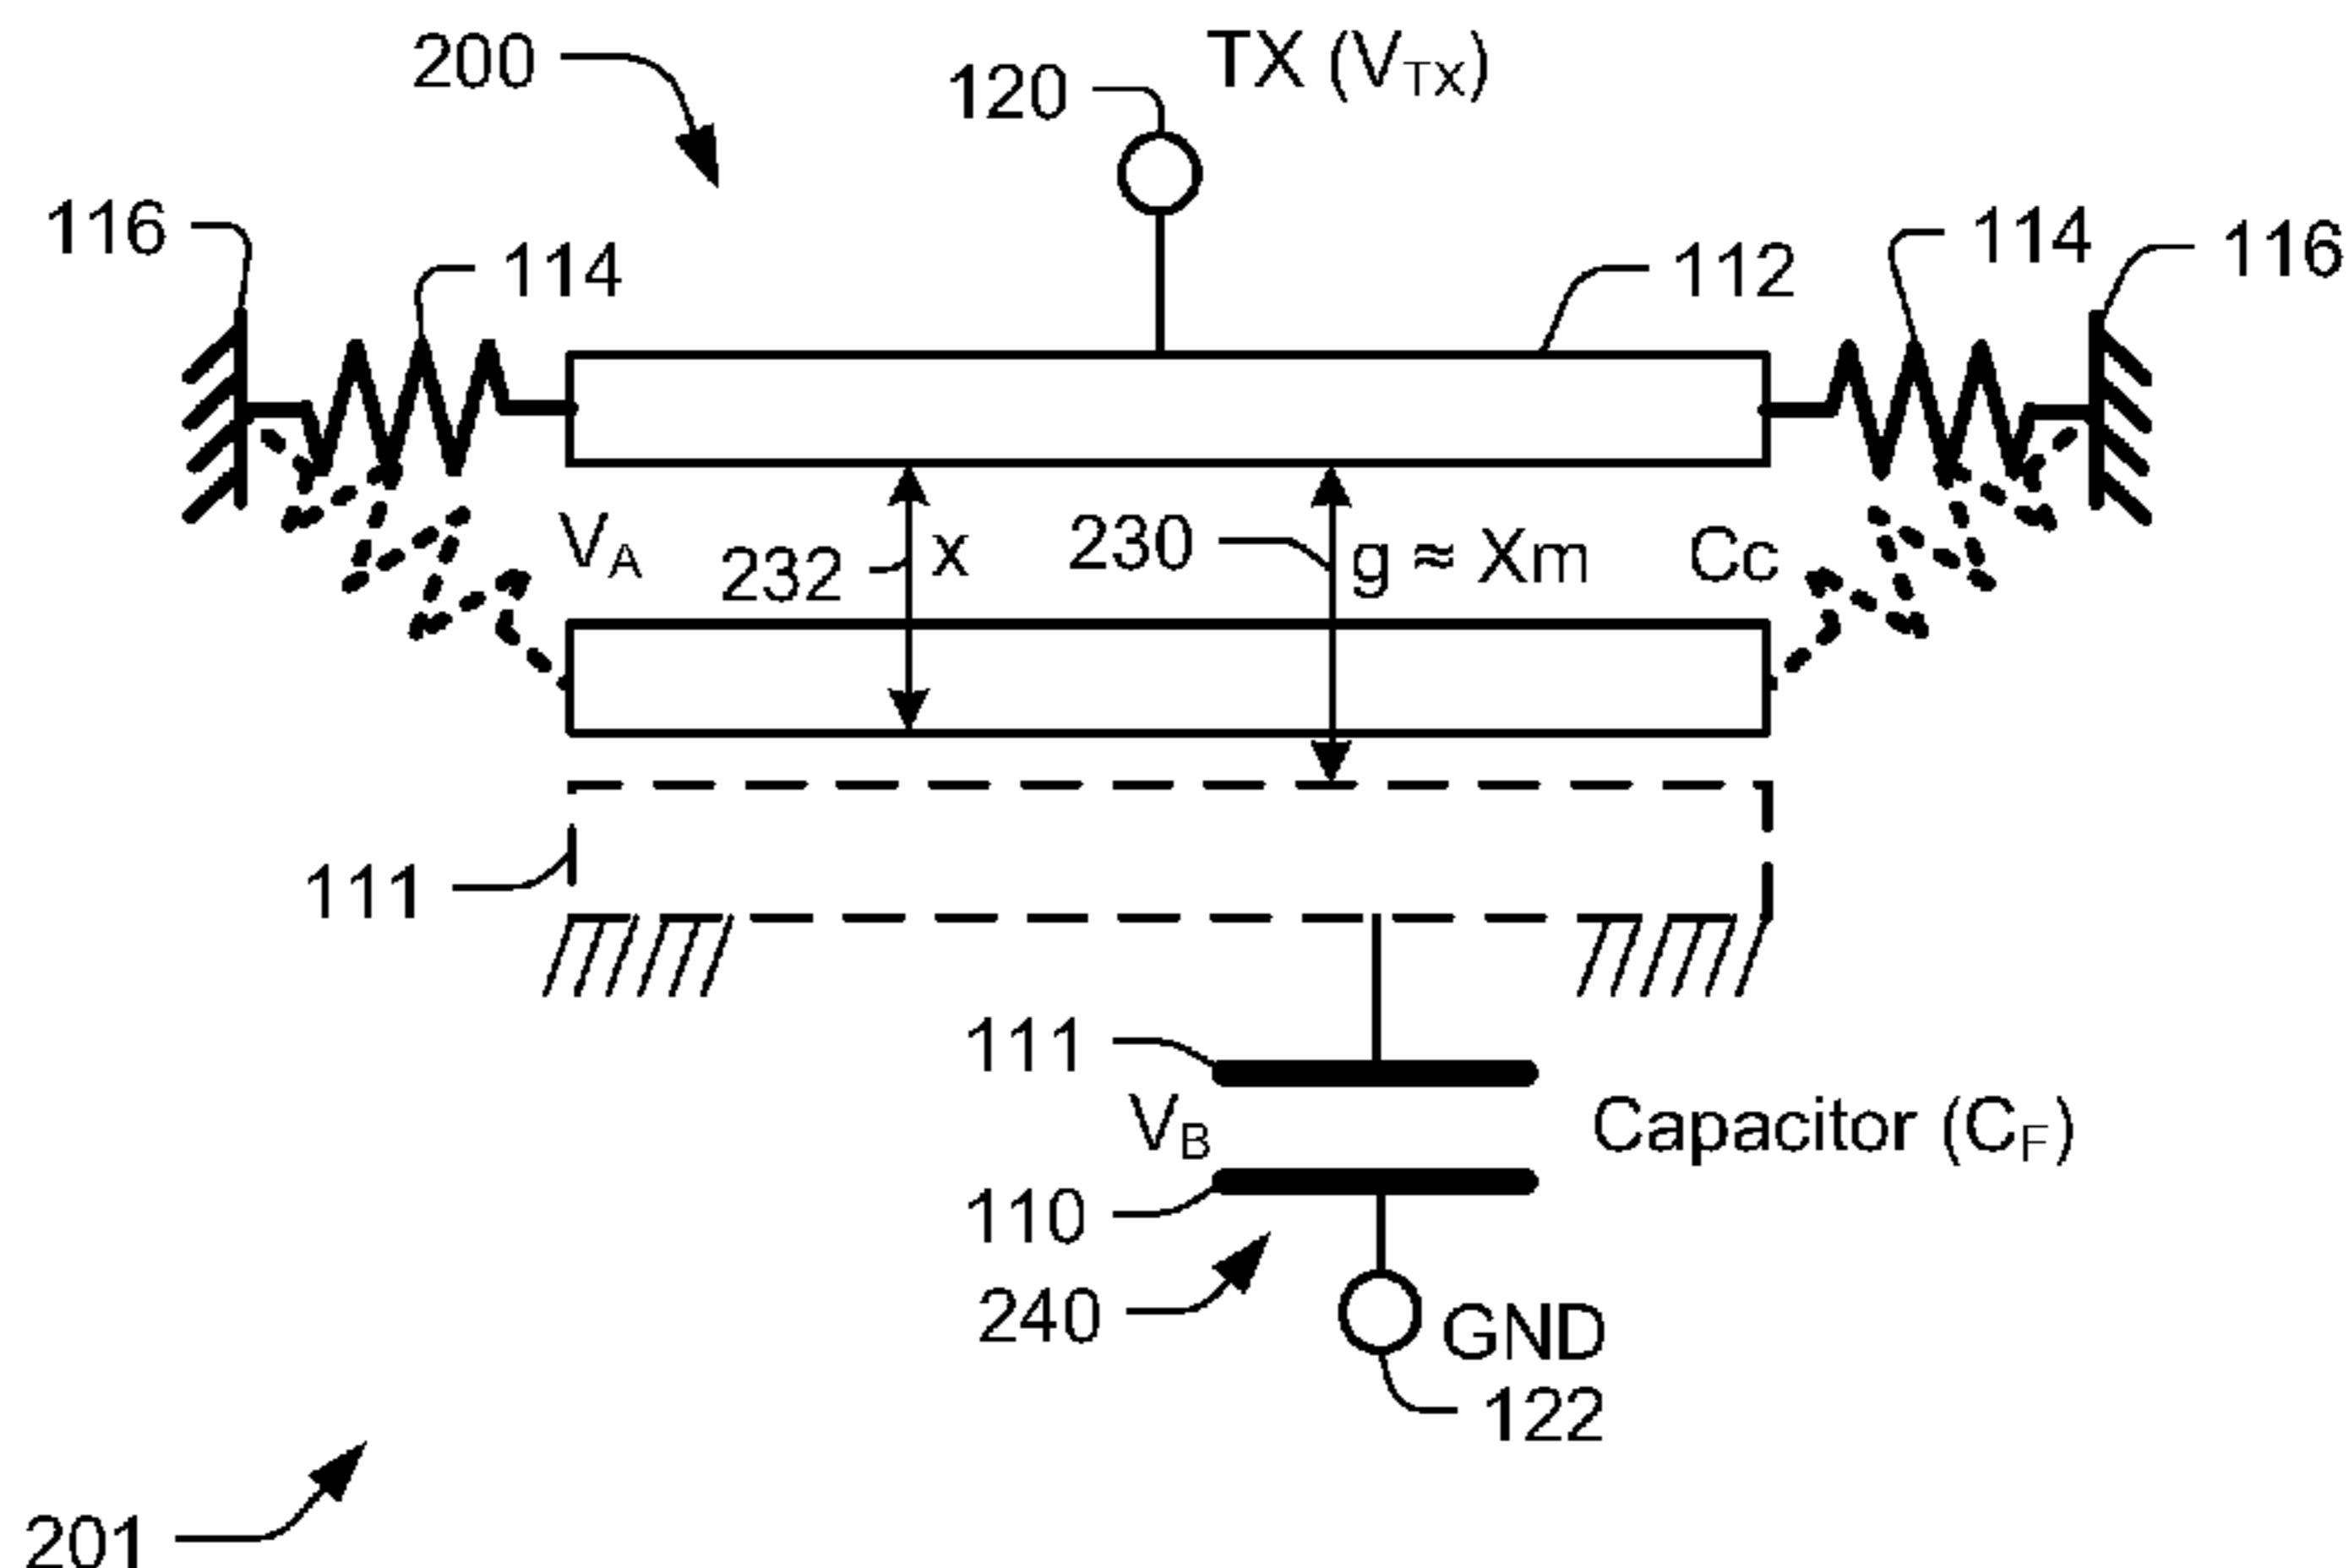 200
TX (VTX)
120
116
114
112
114
116
VA
232
x
230
g ≈ Xm
Cc
111
111
VB
Capacitor (CF)
110
240
GND
122
201